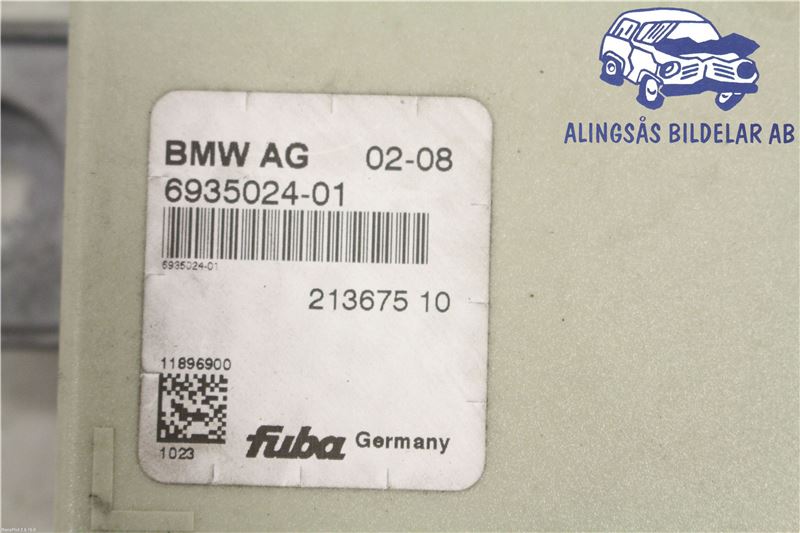 ALINGSÅS BILDELAR AB
BMW AG 02-08
6935024-01
6935024-01
213675 10
11896900
1023
fuba Germany